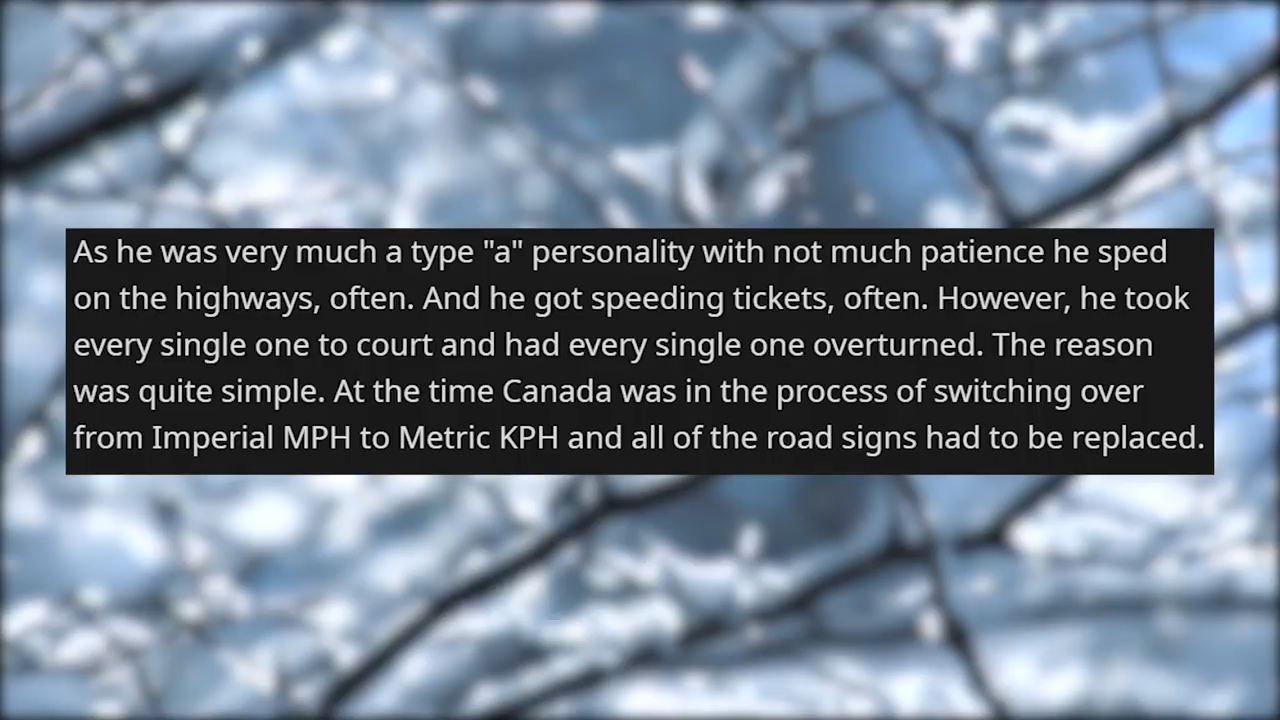 As he was very much a type "a" personality with not much patience he sped
on the highways, often. And he got speeding tickets, often. However, he took
every single one to court and had every single one overturned. The reason
was quite simple. At the time Canada was in the process of switching over
from Imperial MPH to Metric KPH and all of the road signs had to be replaced.